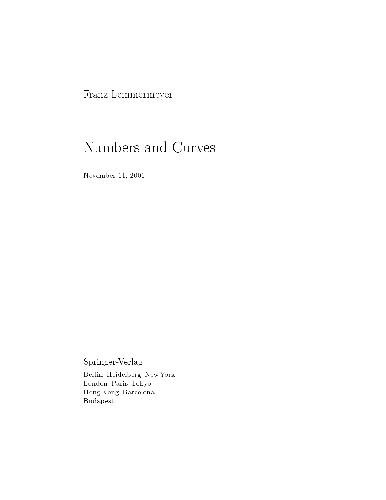 Franz Lemmermeyer
Numbers and Curves
November 11, 2001
Springer-Verlag
Berlin Heidelberg New York
London Paris Tokyo
Hong Kong Barcelona
Budapest